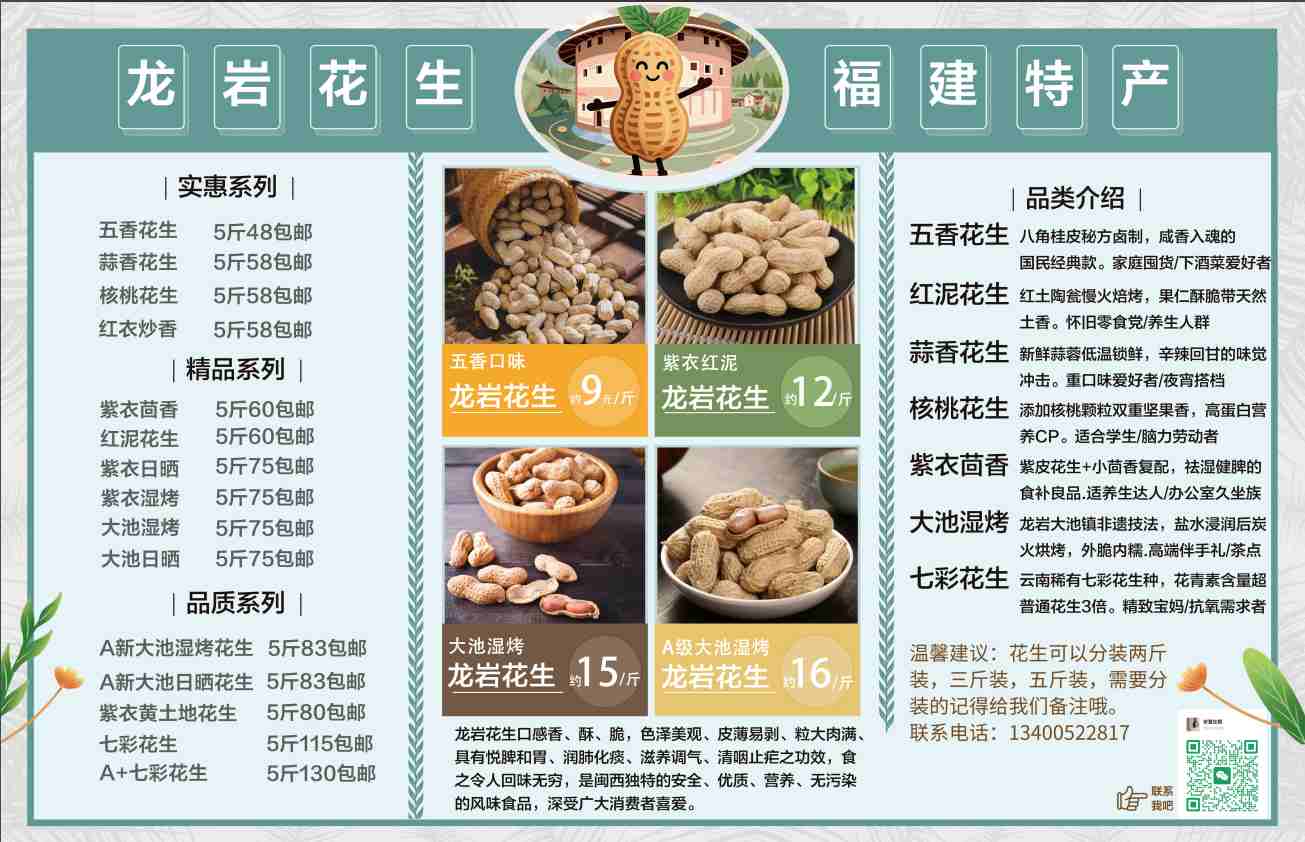 龙岩花生
福建特产
｜实惠系列｜
五香花生 5斤48包邮
蒜香花生 5斤58包邮
核桃花生 5斤58包邮
红衣炒香 5斤58包邮
｜精品系列｜
紫衣茴香 5斤60包邮
红泥花生 5斤60包邮
紫衣日晒 5斤75包邮
紫衣湿烤 5斤75包邮
大池湿烤 5斤75包邮
大池日晒 5斤75包邮
｜品质系列｜
A新大池湿烤花生 5斤83包邮
A新大池日晒花生 5斤83包邮
紫衣黄土地花生 5斤80包邮
七彩花生 5斤115包邮
A+七彩花生 5斤130包邮
五香口味
龙岩花生 约9元/斤
紫衣红泥
龙岩花生 约12/斤
大池湿烤
龙岩花生 约15/斤
A级大池湿烤
龙岩花生 约16/斤
龙岩花生口感香、酥、脆，色泽美观、皮薄易剥、粒大肉满、
具有悦脾和胃、润肺化痰、滋养调气、清咽止疟之功效，食
之令人回味无穷，是闽西独特的安全、优质、营养、无污染
的风味食品，深受广大消费者喜爱。
｜品类介绍｜
五香花生 八角桂皮秘方卤制，咸香入魂的
国民经典款。家庭囤货/下酒菜爱好者
红泥花生 红土陶瓮慢火焙烤，果仁酥脆带天然
土香。怀旧零食党/养生人群
蒜香花生 新鲜蒜蓉低温锁鲜，辛辣回甘的味觉
冲击。重口味爱好者/夜宵搭档
核桃花生 添加核桃颗粒双重坚果香，高蛋白营
养CP。适合学生/脑力劳动者
紫衣茴香 紫皮花生+小茴香复配，祛湿健脾的
食补良品.适养生达人/办公室久坐族
大池湿烤 龙岩大池镇非遗技法，盐水浸润后炭
火烘烤，外脆内糯.高端伴手礼/茶点
七彩花生 云南稀有七彩花生种，花青素含量超
普通花生3倍。精致宝妈/抗氧需求者
温馨建议：花生可以分装两斤
装，三斤装，五斤装，需要分
装的记得给我们备注哦。
联系电话：13400522817
联系
我吧